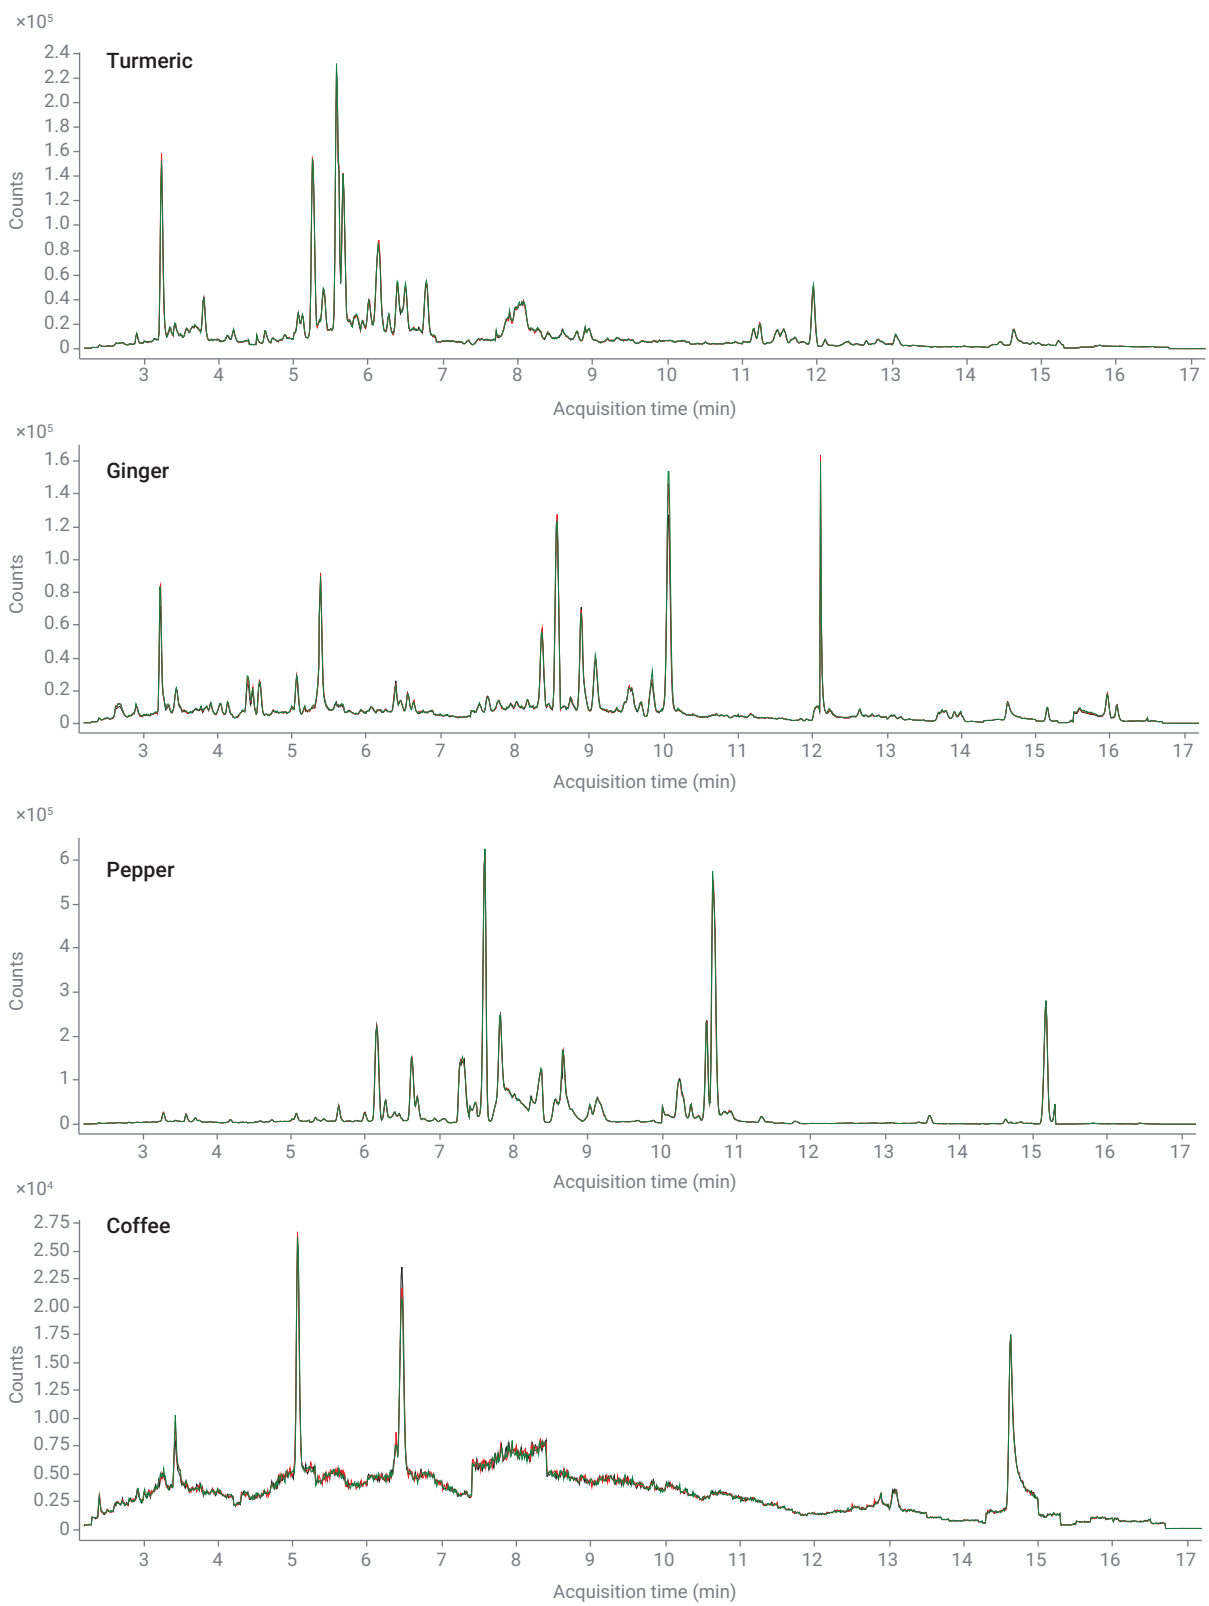 ×10⁵
Turmeric
2.4
2.2
2.0
1.8
1.6
1.4
1.2
1.0
0.8
0.6
0.4
0.2
0
Counts
3 4 5 6 7 8 9 10 11 12 13 14 15 16 17
Acquisition time (min)
×10⁵
Ginger
1.6
1.4
1.2
1.0
0.8
0.6
0.4
0.2
0
Counts
3 4 5 6 7 8 9 10 11 12 13 14 15 16 17
Acquisition time (min)
×10⁵
Pepper
6
5
4
3
2
1
0
Counts
3 4 5 6 7 8 9 10 11 12 13 14 15 16 17
Acquisition time (min)
×10⁴
Coffee
2.75
2.50
2.25
2.00
1.75
1.50
1.25
1.00
0.75
0.50
0.25
0
Counts
3 4 5 6 7 8 9 10 11 12 13 14 15 16 17
Acquisition time (min)